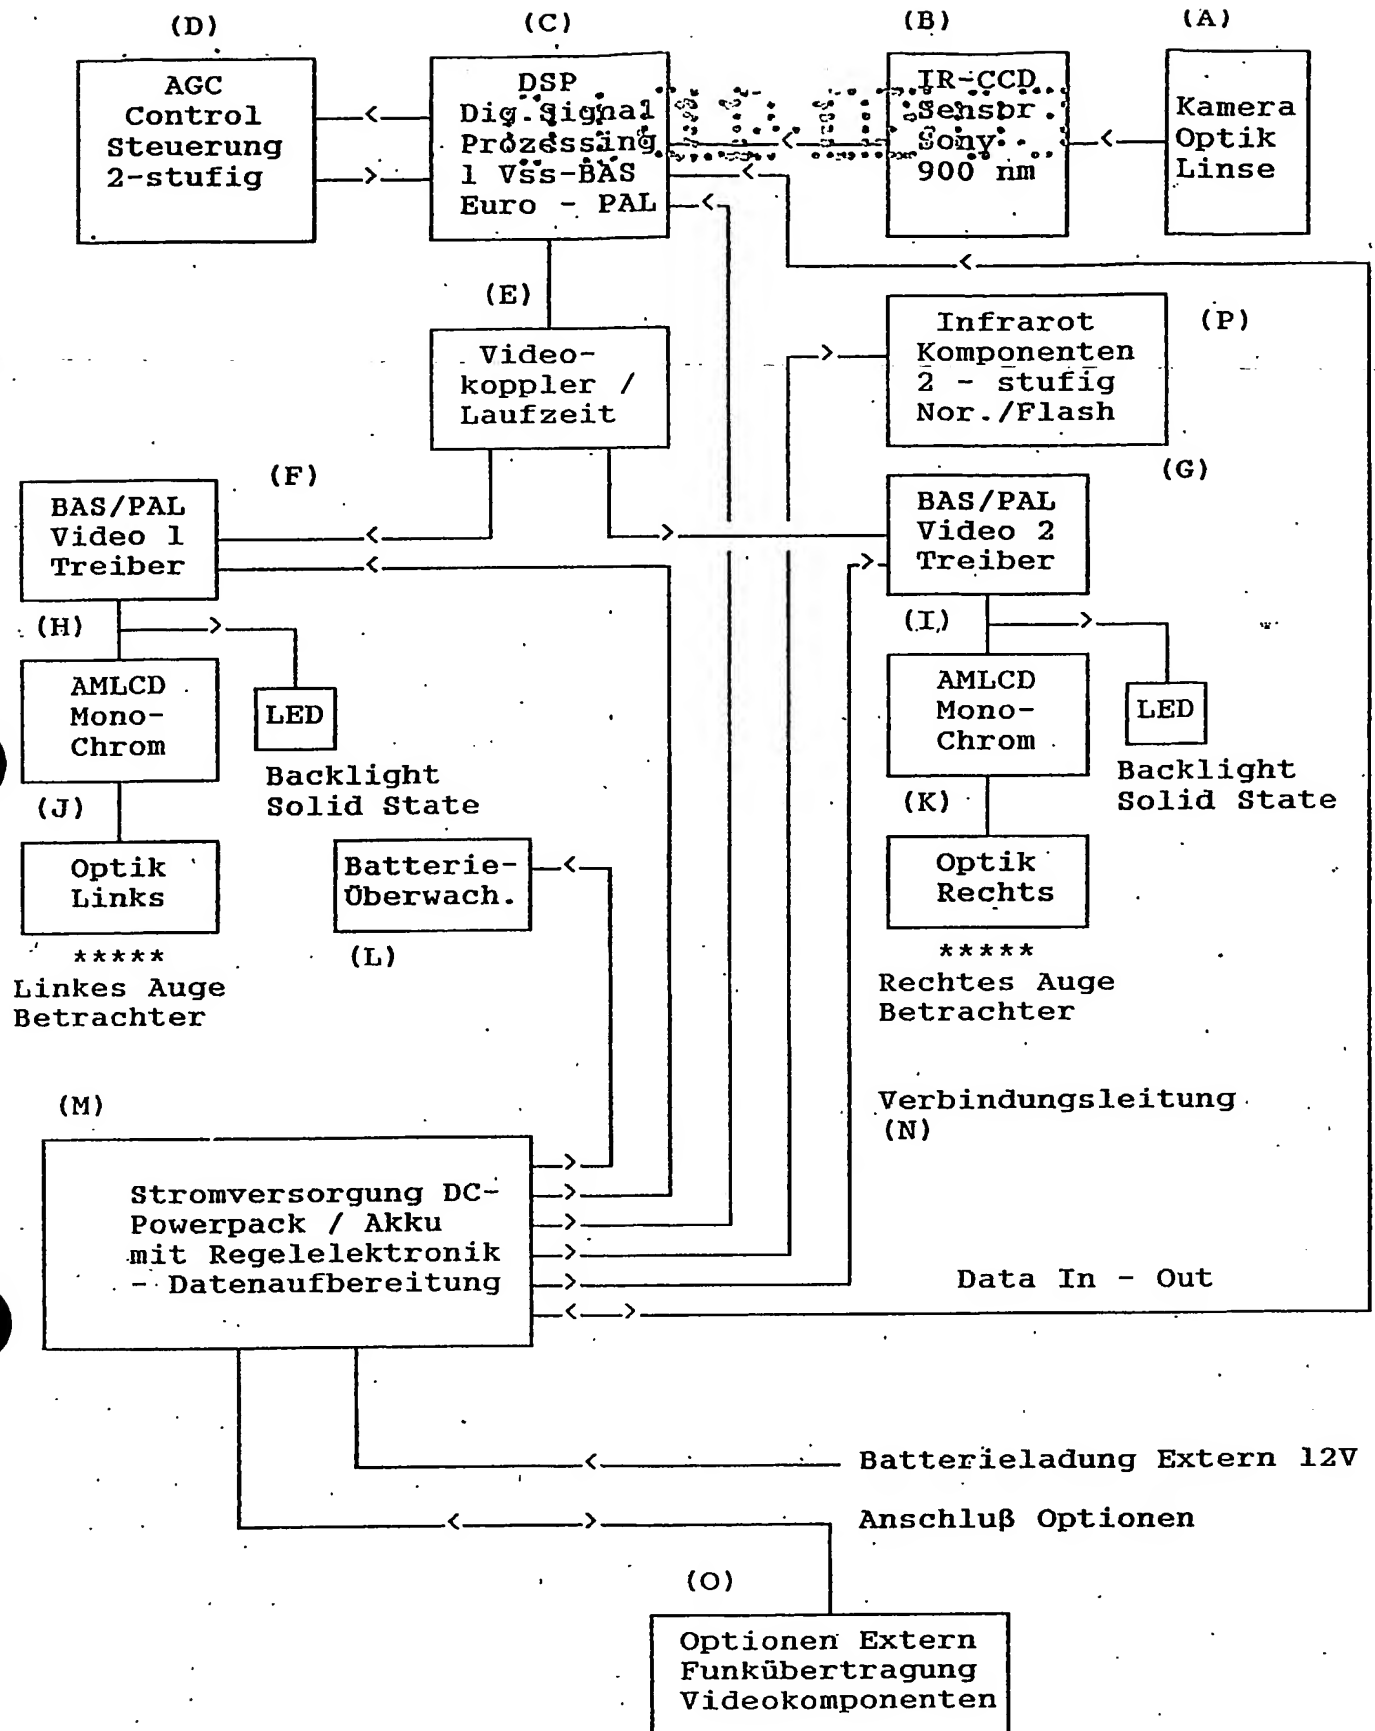 (D)
(C)
(B)
(A)
AGC
Control
Steuerung
2-stufig
DSP
Dig.Signal
Prozessing
1 Vss-BAS
Euro - PAL
IR-CCD
Sensor
Sony
900 nm
Kamera
Optik
Linse
(E)
Video-
koppler /
Laufzeit
Infrarot
Komponenten
2 - stufig
Nor./Flash
(P)
(F)
(G)
BAS/PAL
Video 1
Treiber
BAS/PAL
Video 2
Treiber
(H)
(I)
AMLCD
Mono-
Chrom
LED
Backlight
Solid State
AMLCD
Mono-
Chrom
LED
Backlight
Solid State
(J)
(K)
Optik
Links
Batterie-
Überwach.
Optik
Rechts
*****
Linkes Auge
Betrachter
(L)
*****
Rechtes Auge
Betrachter
(M)
Verbindungsleitung
(N)
Stromversorgung DC-
Powerpack / Akku
mit Regelelektronik
- Datenaufbereitung
Data In - Out
Batterieladung Extern 12V
Anschluß Optionen
(O)
Optionen Extern
Funkübertragung
Videokomponenten